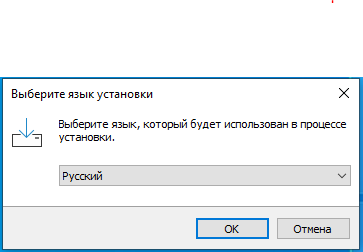 Выберите язык установки
Выберите язык, который будет использован в процессе
установки.
Русский
OK
Отмена